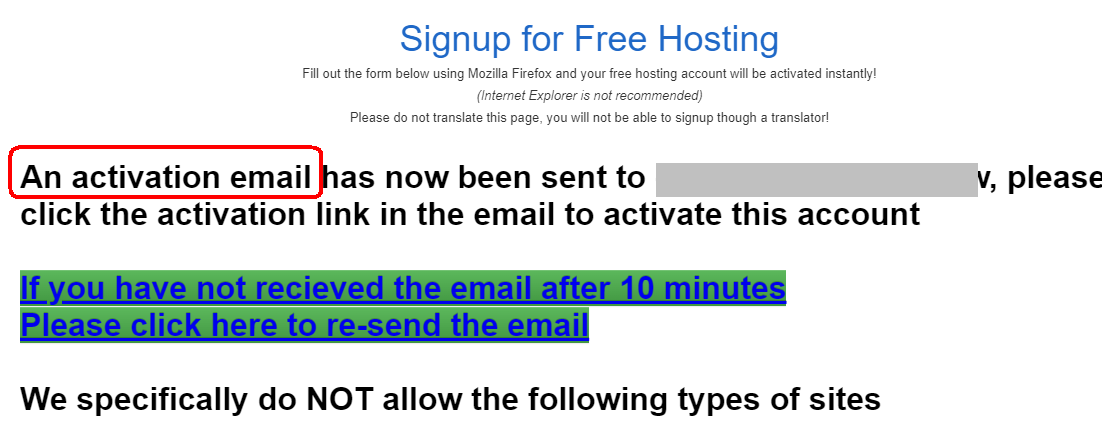 Signup for Free Hosting
Fill out the form below using Mozilla Firefox and your free hosting account will be activated instantly!
(Internet Explorer is not recommended)
Please do not translate this page, you will not be able to signup though a translator!
An activation email has now been sent to , please
click the activation link in the email to activate this account
If you have not recieved the email after 10 minutes
Please click here to re-send the email
We specifically do NOT allow the following types of sites